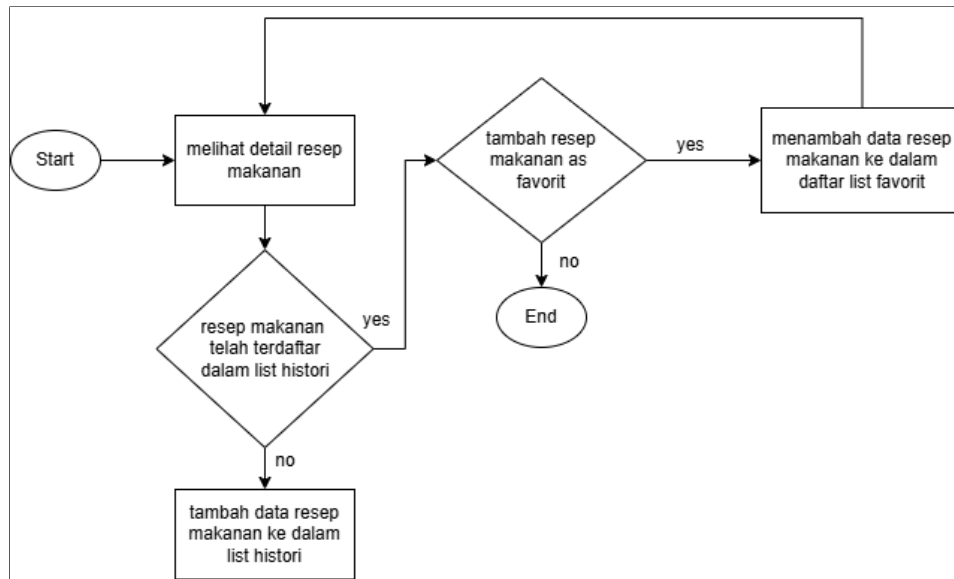 Start
melihat detail resep
makanan
resep makanan
telah terdaftar
dalam list histori
yes
no
tambah data resep
makanan ke dalam
list histori
tambah resep
makanan as
favorit
yes
no
End
menambah data resep
makanan ke dalam
daftar list favorit